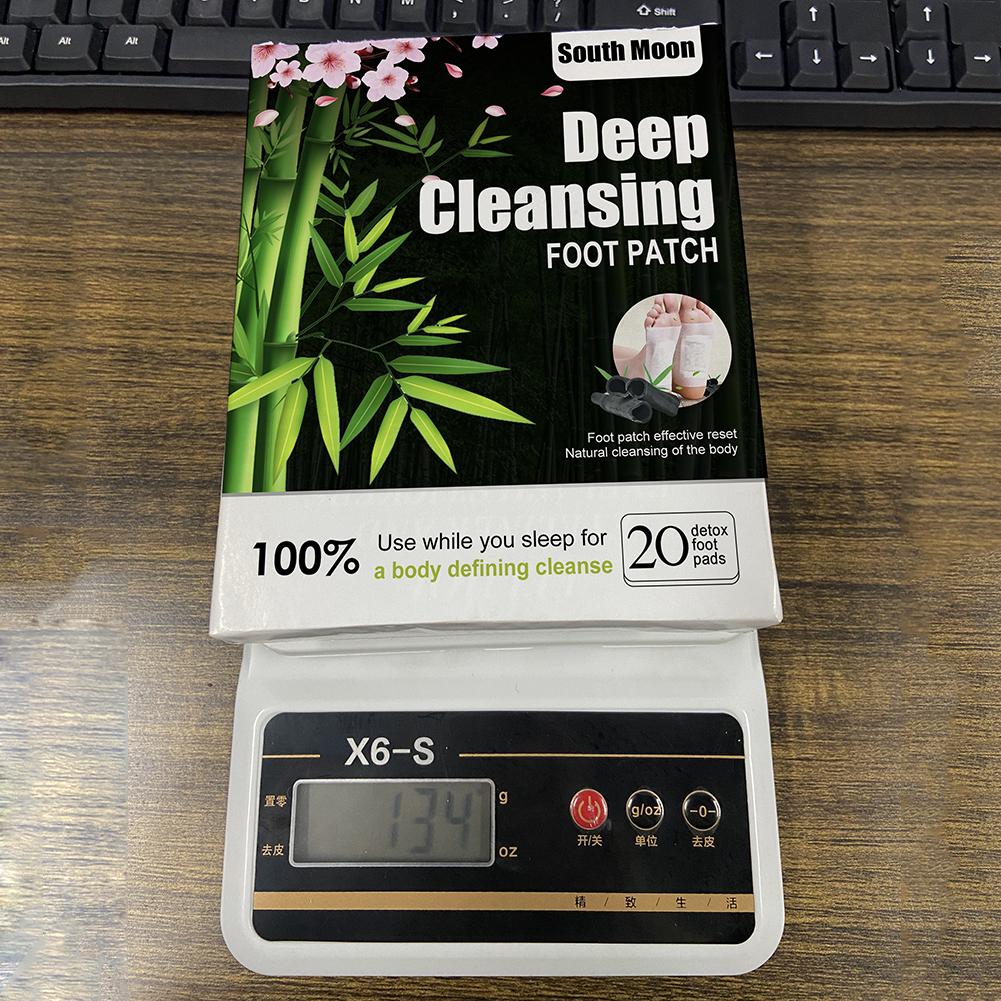 Alt
Alt
Alt
N
M
<
,
>
.
?
/
⇧ Shift
↑
↑
←
↓
→
←
↓
South Moon
Deep
Cleansing
FOOT PATCH
Foot patch effective reset
Natural cleansing of the body
100%
Use while you sleep for
a body defining cleanse
20
detox
foot
pads
X6-S
置零
去皮
134
g
oz
g/oz
-0-
开/关
单位
去皮
精 / 致 / 生 / 活